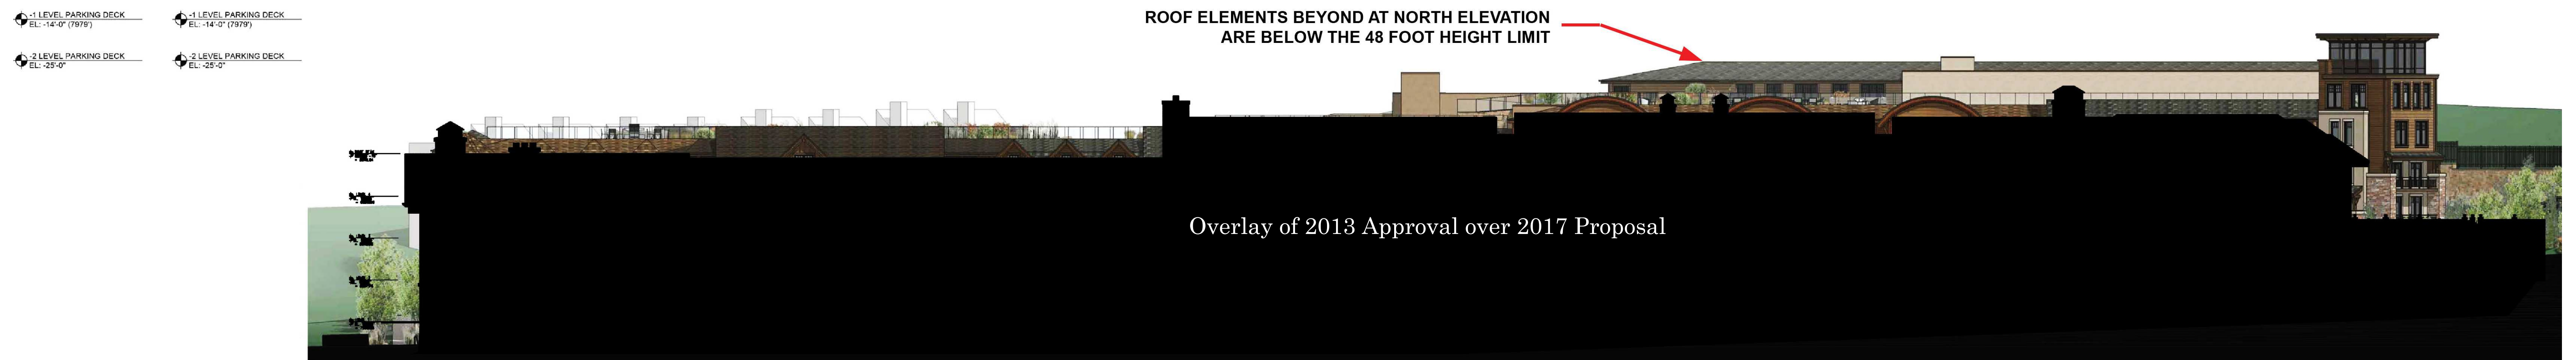 -1 LEVEL PARKING DECK
EL: -14'-0" (7979')
-1 LEVEL PARKING DECK
EL: -14'-0" (7979')
-2 LEVEL PARKING DECK
EL: -25'-0"
-2 LEVEL PARKING DECK
EL: -25'-0"
ROOF ELEMENTS BEYOND AT NORTH ELEVATION
ARE BELOW THE 48 FOOT HEIGHT LIMIT
Overlay of 2013 Approval over 2017 Proposal